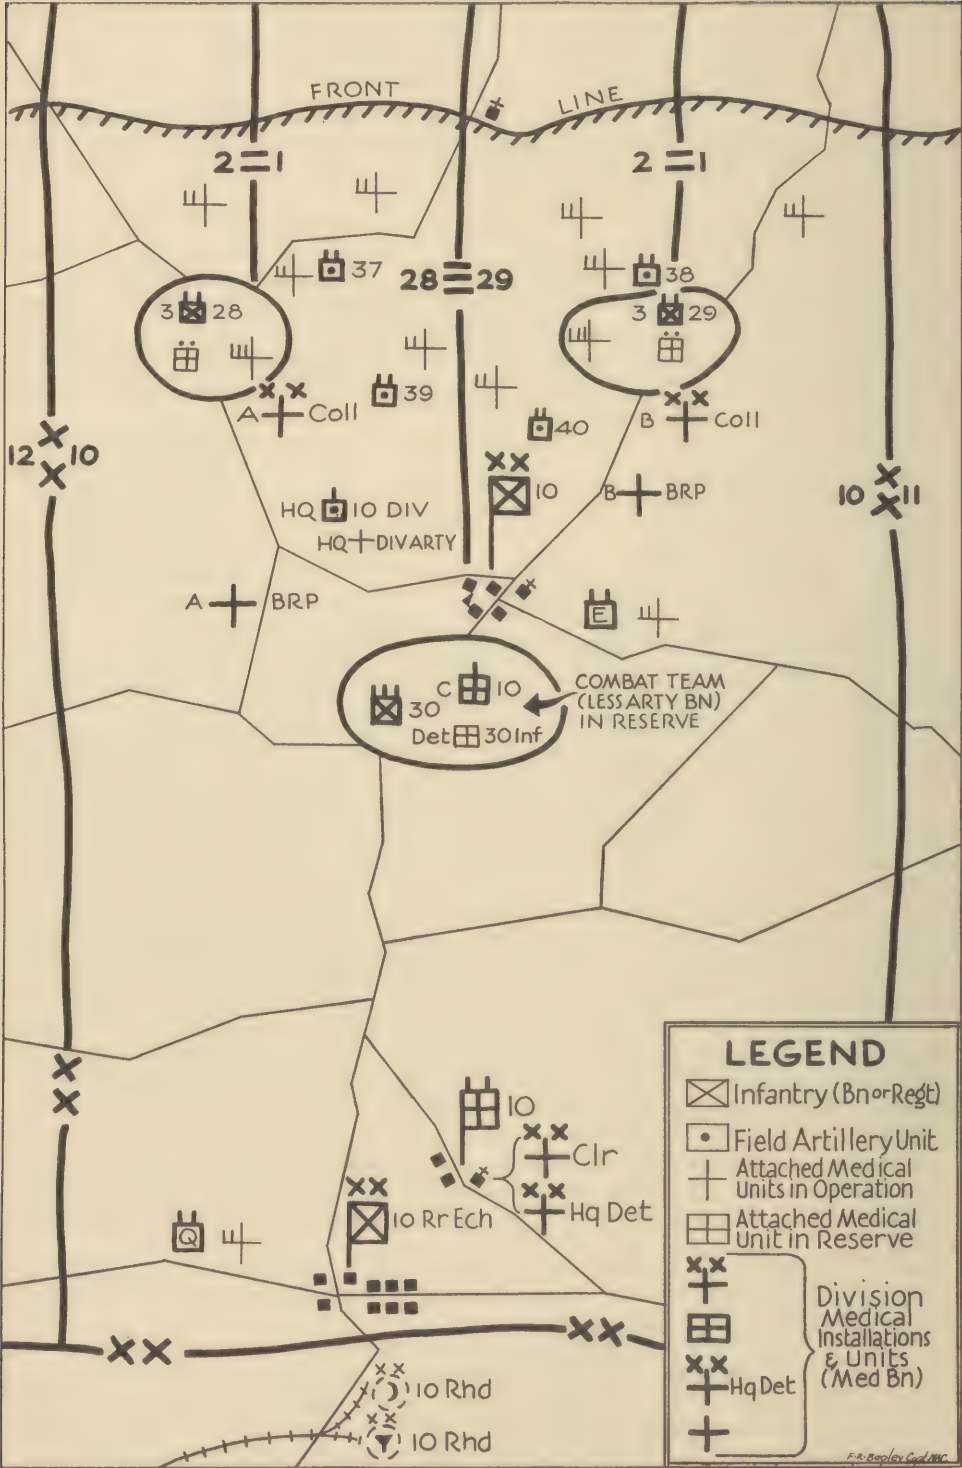 FRONT LINE
2 1
2 1
37
28 29
38
3 28
3 29
39
A Coll
B Coll
40
12 10
10
10 11
B BRP
HQ 10 DIV
HQ DIVARTY
A BRP
E
C 10
30
Det 30 Inf
COMBAT TEAM
(LESS ARTY BN)
IN RESERVE
10
Clr
Hq Det
10 Rr Ech
Q
10 Rhd
10 Rhd
LEGEND
Infantry (Bn or Regt)
Field Artillery Unit
Attached Medical
Units in Operation
Attached Medical
Unit in Reserve
Hq Det
Division
Medical
Installations
& Units
(Med Bn)
F.R. Bagley Capt MAC